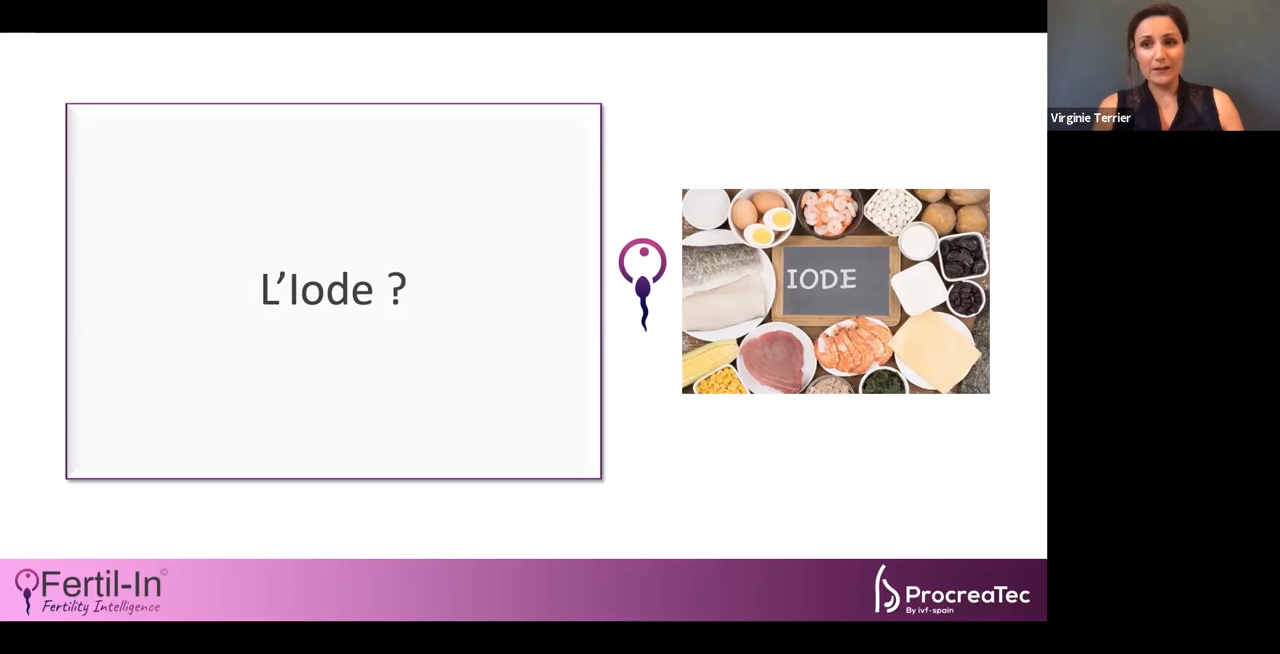 Virginie Terrier
L’Iode ?
IODE
Fertil-In©
Fertility Intelligence
ProcreaTec
By ivf-spain